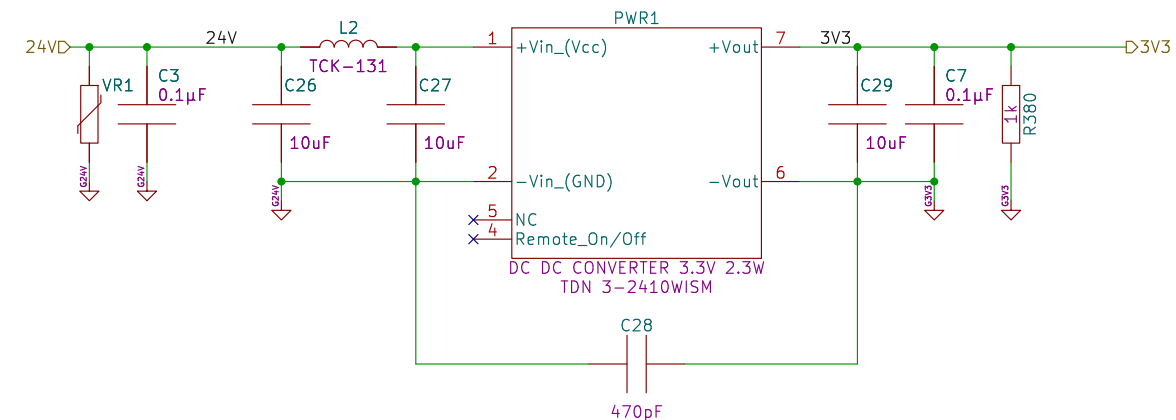 PWR1
24V
24V
L2
TCK-131
1
+Vin_(Vcc)
+Vout
7
3V3
3V3
VR1
C3
0.1µF
C26
10uF
C27
10uF
C29
10uF
C7
0.1µF
1k
R380
G24V
G24V
G24V
2
-Vin_(GND)
-Vout
6
G3V3
G3V3
5
NC
4
Remote_On/Off
DC DC CONVERTER 3.3V 2.3W
TDN 3-2410WISM
C28
470pF